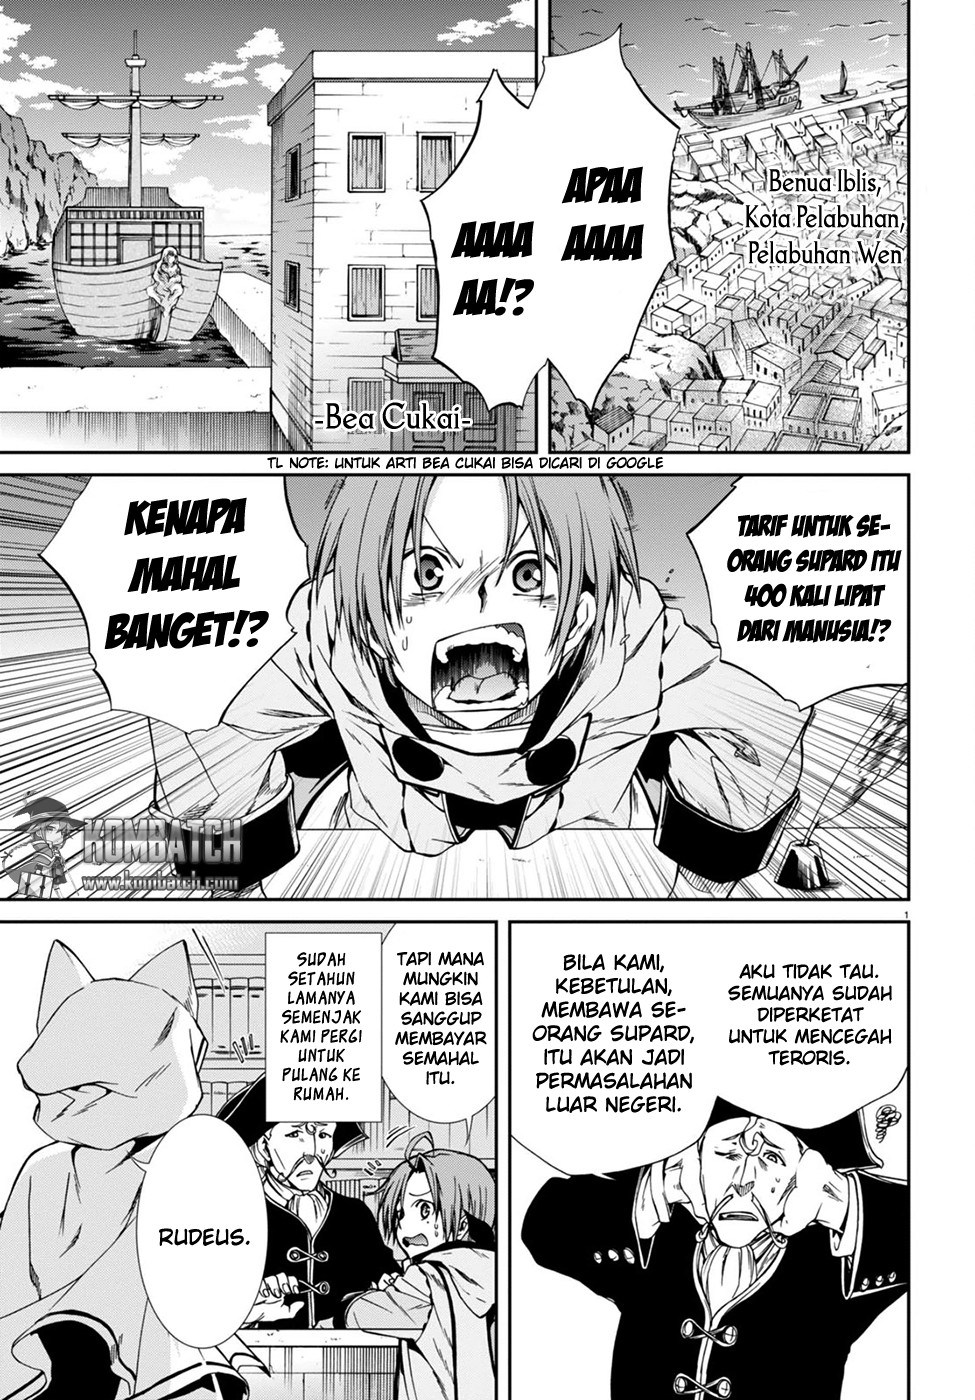 Benua Iblis,
Kota Pelabuhan,
Pelabuhan Wen
APAA
AAAAA
AAAA
AA!?
-Bea Cukai-
TL NOTE: UNTUK ARTI BEA CUKAI BISA DICARI DI GOOGLE
TARIF UNTUK SE-
ORANG SUPARD ITU
400 KALI LIPAT
DARI MANUSIA!?
KENAPA
MAHAL
BANGET!?
KOMBATCH
www.kombatch.com
1
AKU TIDAK TAU.
SEMUANYA SUDAH
DIPERKETAT
UNTUK MENCEGAH
TERORIS.
BILA KAMI,
KEBETULAN,
MEMBAWA SE-
ORANG SUPARD,
ITU AKAN JADI
PERMASALAHAN
LUAR NEGERI.
TAPI MANA
MUNGKIN
KAMI BISA
SANGGUP
MEMBAYAR
SEMAHAL
ITU.
SUDAH
SETAHUN
LAMANYA
SEMENJAK
KAMI PERGI
UNTUK
PULANG KE
RUMAH.
RUDEUS.